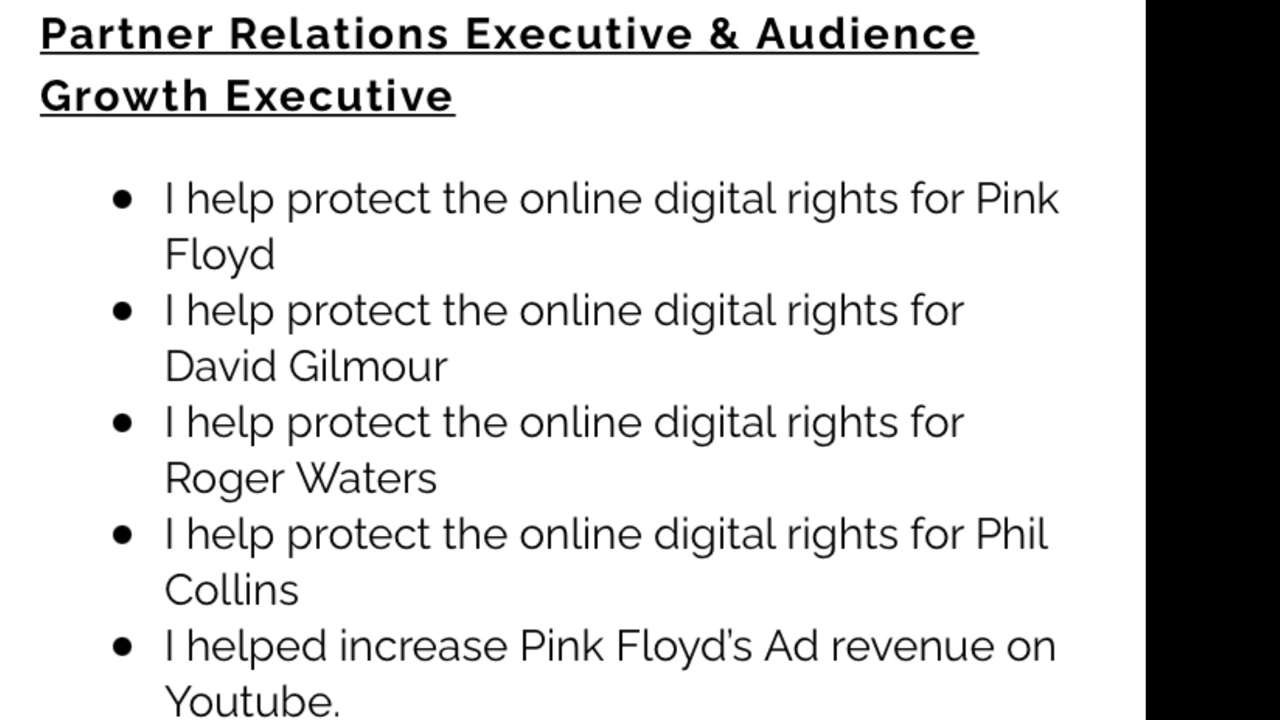 Partner Relations Executive & Audience
Growth Executive
● I help protect the online digital rights for Pink
Floyd
● I help protect the online digital rights for
David Gilmour
● I help protect the online digital rights for
Roger Waters
● I help protect the online digital rights for Phil
Collins
● I helped increase Pink Floyd’s Ad revenue on
Youtube.